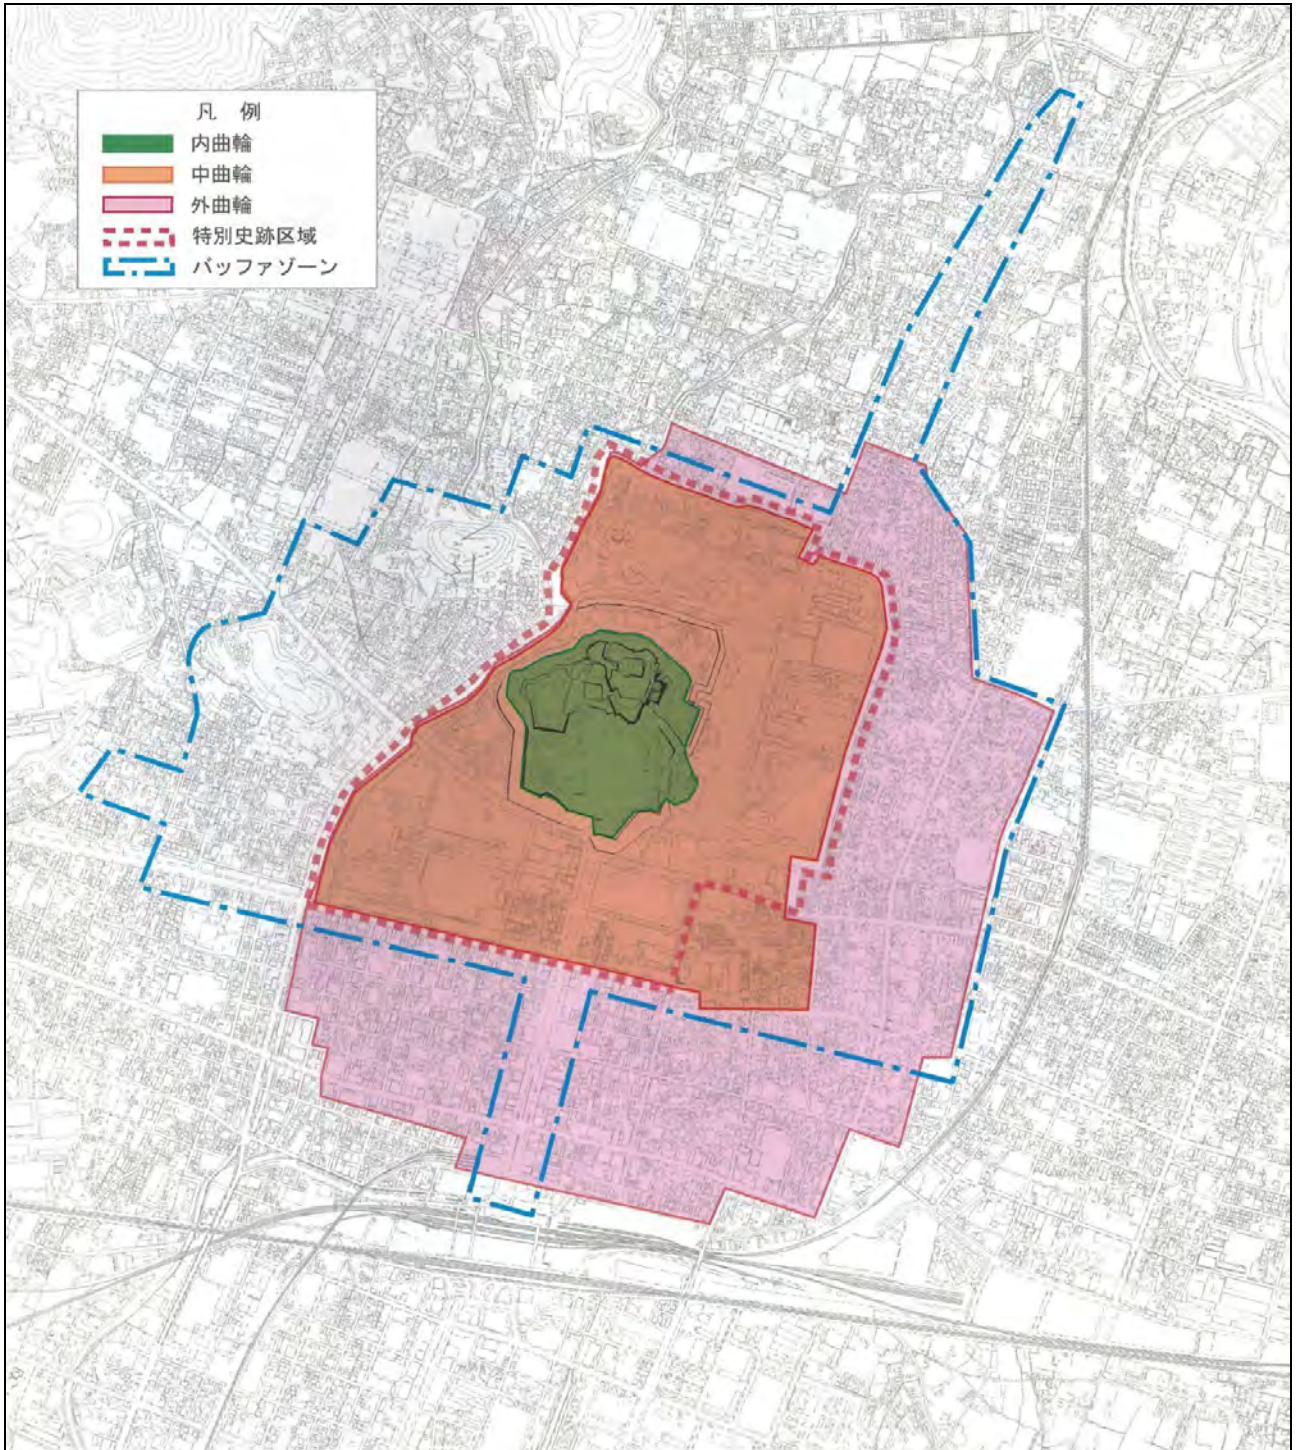 凡 例
内曲輪
中曲輪
外曲輪
特別史跡区域
バッファゾーン